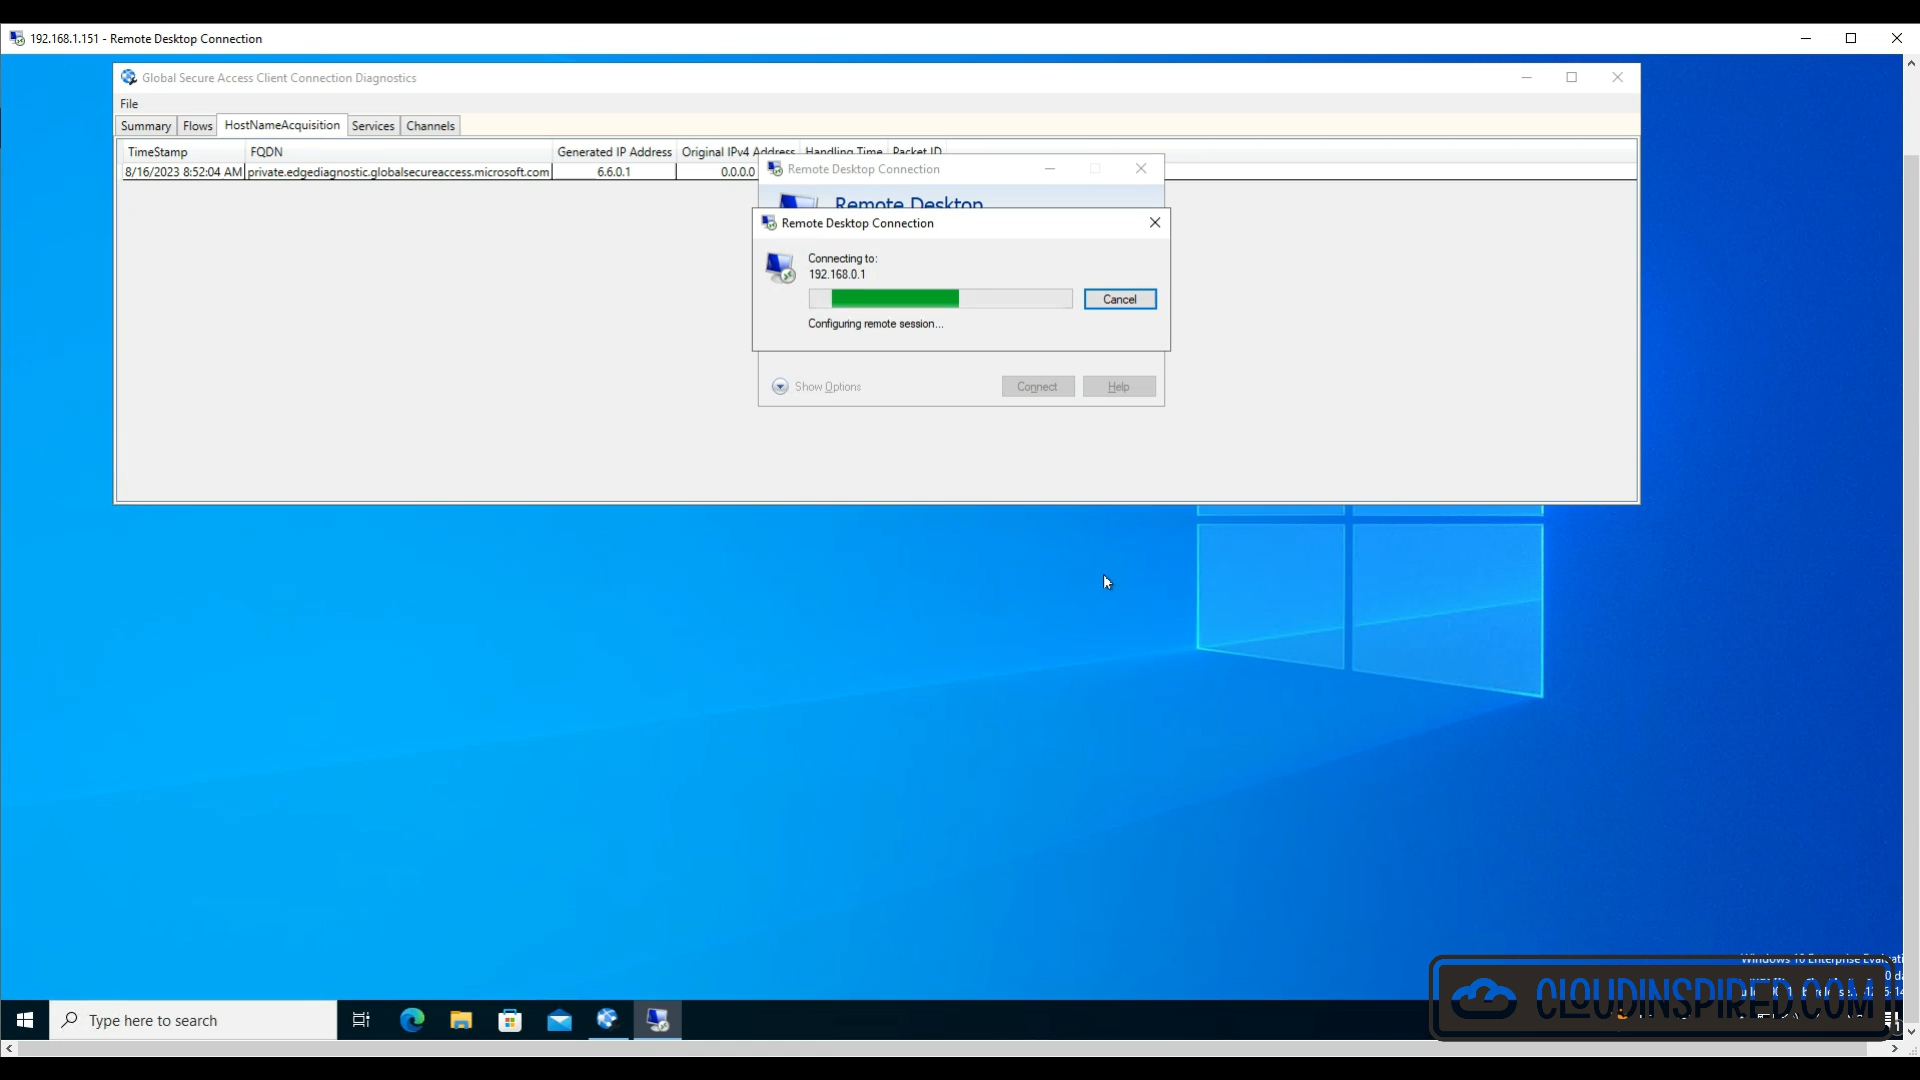 192.168.1.151 - Remote Desktop Connection
Global Secure Access Client Connection Diagnostics
File
Summary Flows HostNameAcquisition Services Channels
TimeStamp FQDN Generated IP Address Original IPv4 Address Handling Time Packet ID
8/16/2023 8:52:04 AM private.edgediagnostic.globalsecureaccess.microsoft.com 6.6.0.1 0.0.0.0
Remote Desktop Connection
Remote Desktop
Remote Desktop Connection
Connecting to:
192.168.0.1
Cancel
Configuring remote session...
Show Options Connect Help
Windows 10 Enterprise
CLOUDINSPIRED.COM
Type here to search